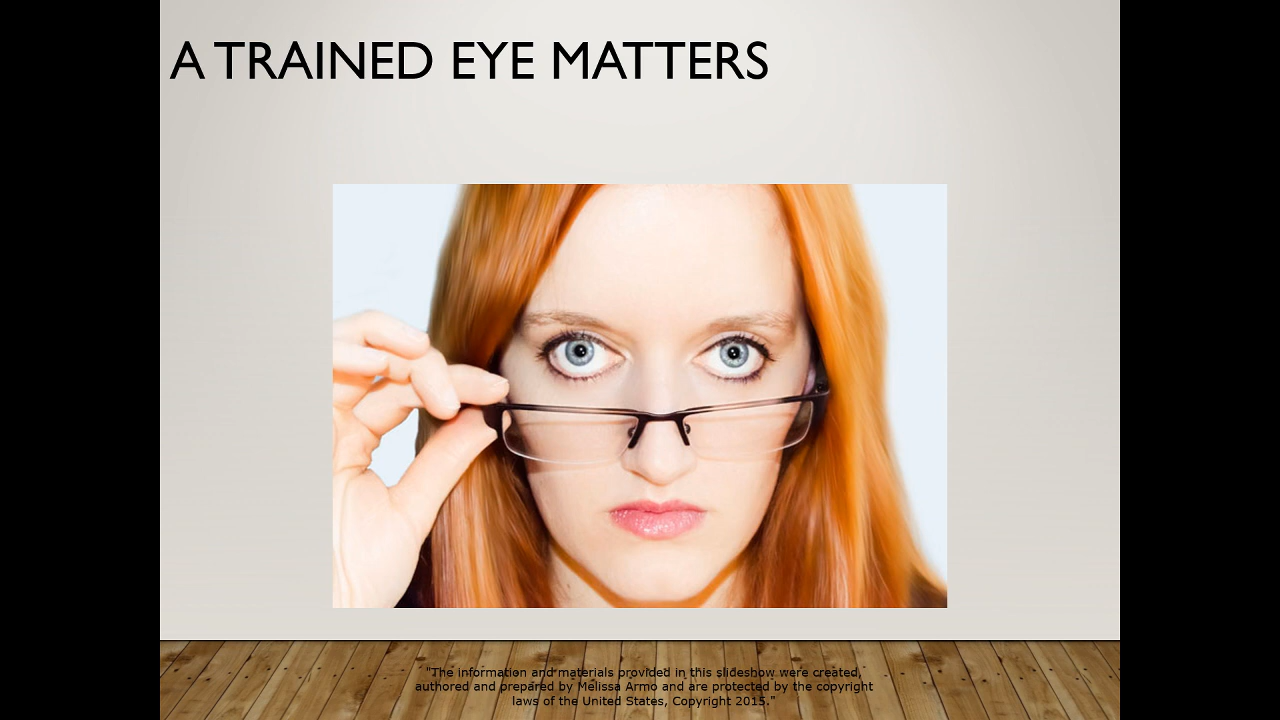 A TRAINED EYE MATTERS
"The information and materials provided in this slideshow were created,
authored and prepared by Melissa Armo and are protected by the copyright
laws of the United States, Copyright 2015."